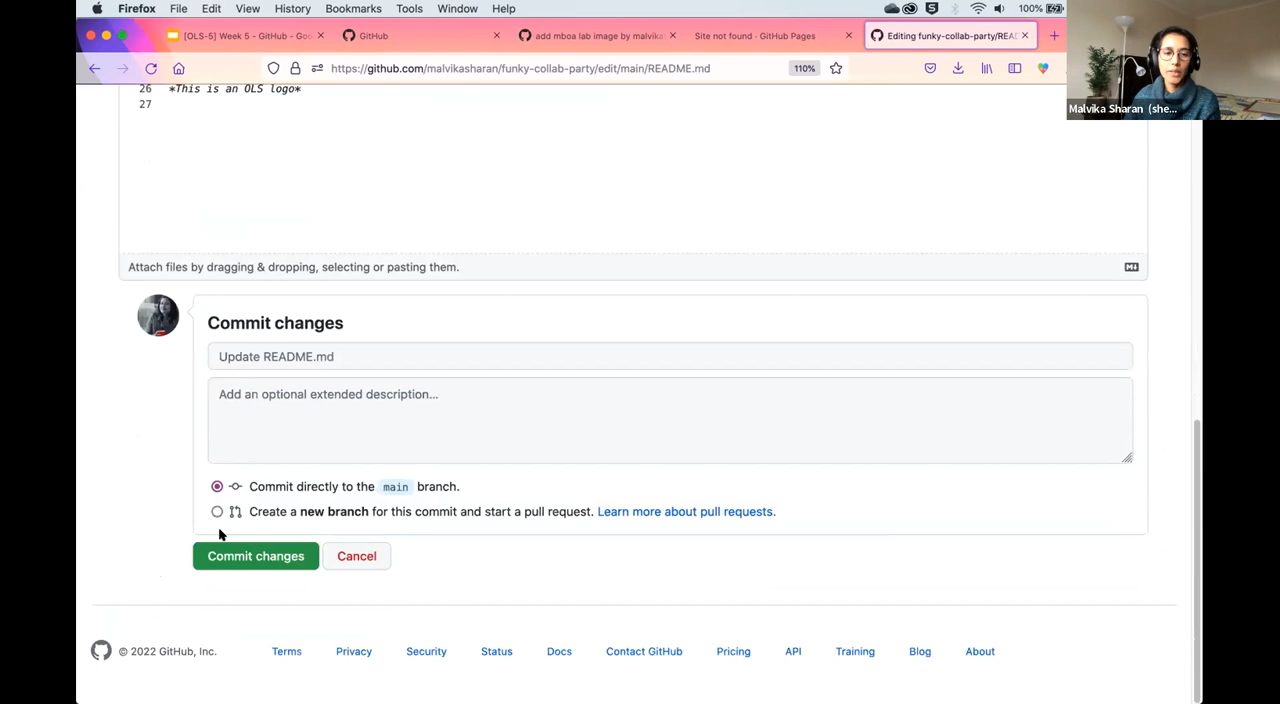 Firefox File Edit View History Bookmarks Tools Window Help 100%
[OLS-5] Week 5 - GitHub - Goo
GitHub
add mboa lab image by malvika
Site not found · GitHub Pages
Editing funky-collab-party/REA
https://github.com/malvikasharan/funky-collab-party/edit/main/README.md
110%
Malvika Sharan (she...
26 *This is an OLS logo*
27
Attach files by dragging & dropping, selecting or pasting them.
Commit changes
Update README.md
Add an optional extended description...
Commit directly to the main branch.
Create a new branch for this commit and start a pull request. Learn more about pull requests.
Commit changes Cancel
© 2022 GitHub, Inc. Terms Privacy Security Status Docs Contact GitHub Pricing API Training Blog About